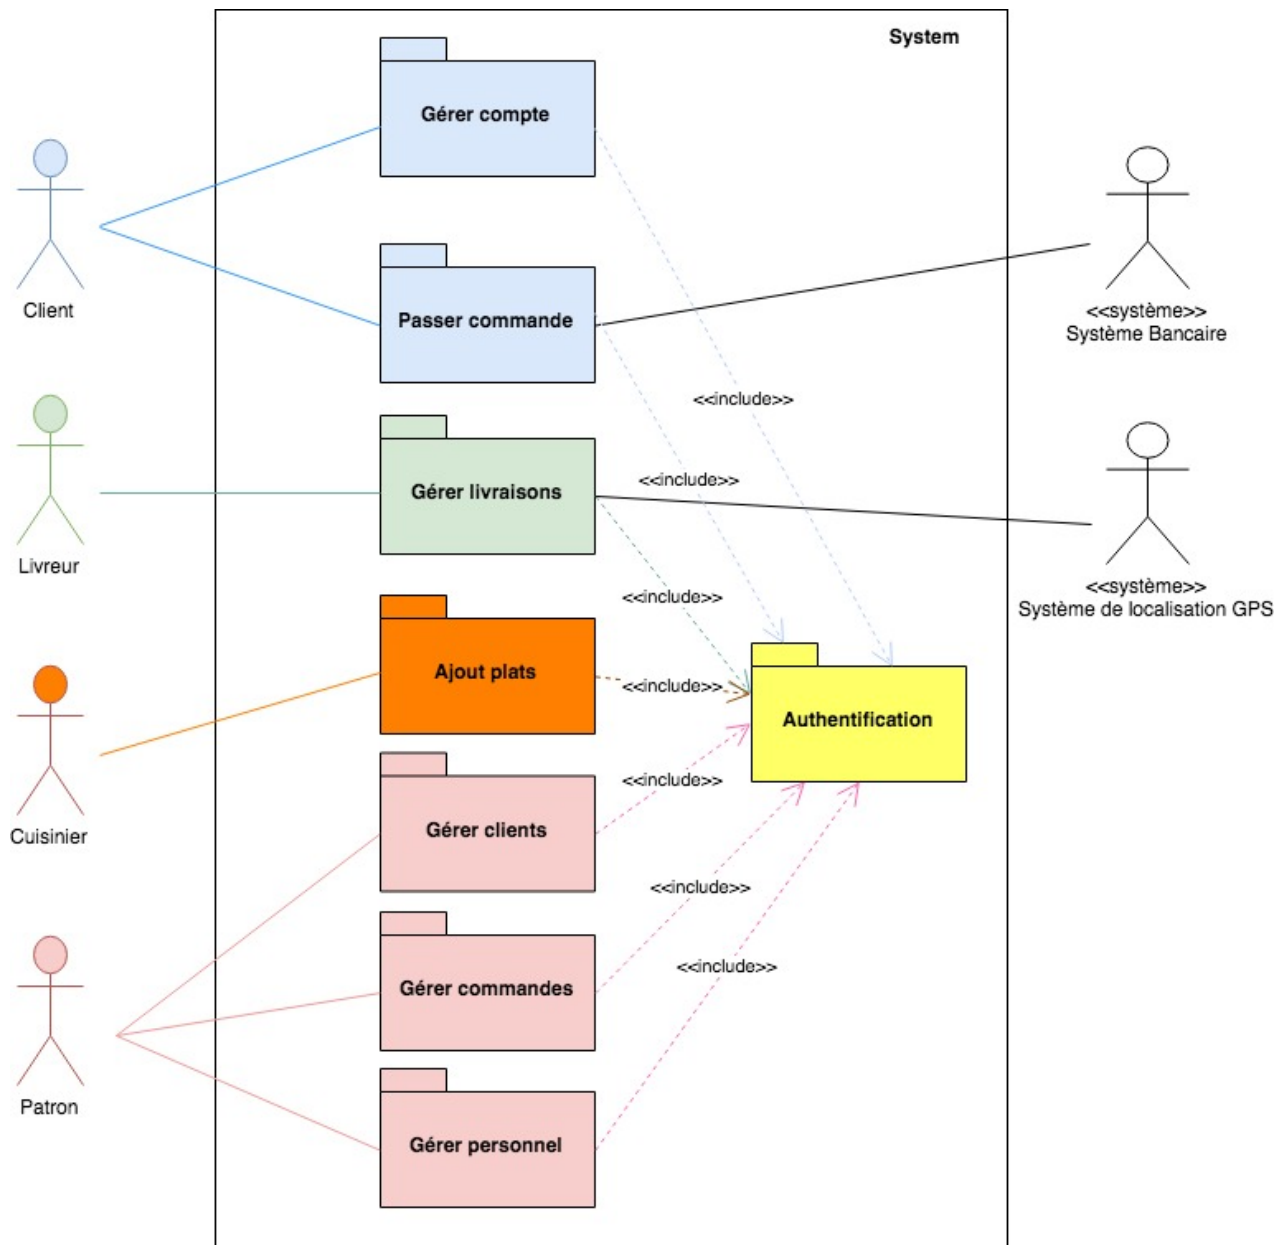 System
Gérer compte
Client
Passer commande
<<système>>
Système Bancaire
<<include>>
Livreur
Gérer livraisons
<<include>>
<<système>>
Système de localisation GPS
<<include>>
Cuisinier
Ajout plats
<<include>>
Authentification
Gérer clients
<<include>>
Patron
Gérer commandes
<<include>>
<<include>>
Gérer personnel